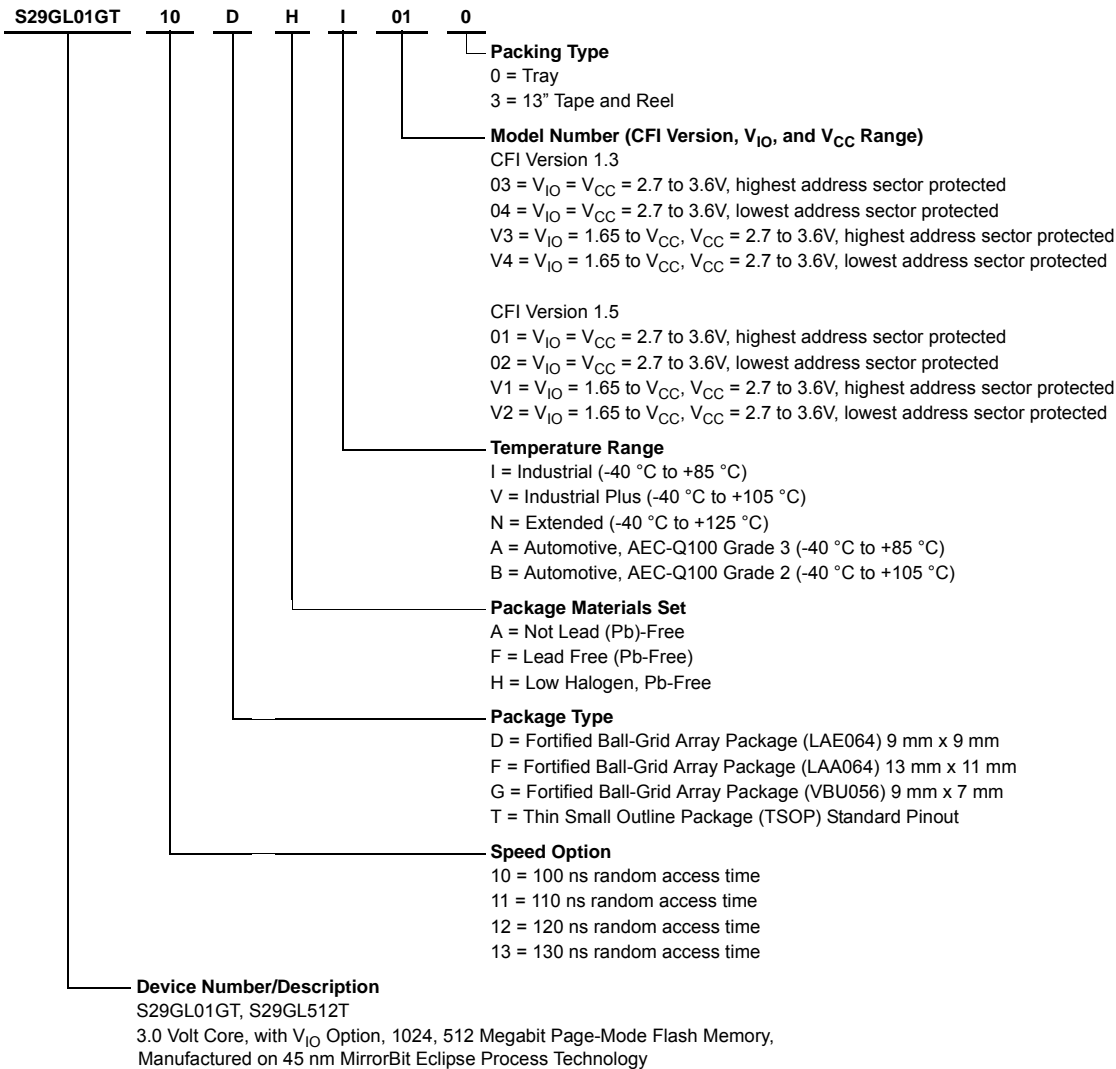 S29GL01GT 10 D H I 01 0
Packing Type
0 = Tray
3 = 13” Tape and Reel
Model Number (CFI Version, VIO, and VCC Range)
CFI Version 1.3
03 = VIO = VCC = 2.7 to 3.6V, highest address sector protected
04 = VIO = VCC = 2.7 to 3.6V, lowest address sector protected
V3 = VIO = 1.65 to VCC, VCC = 2.7 to 3.6V, highest address sector protected
V4 = VIO = 1.65 to VCC, VCC = 2.7 to 3.6V, lowest address sector protected
CFI Version 1.5
01 = VIO = VCC = 2.7 to 3.6V, highest address sector protected
02 = VIO = VCC = 2.7 to 3.6V, lowest address sector protected
V1 = VIO = 1.65 to VCC, VCC = 2.7 to 3.6V, highest address sector protected
V2 = VIO = 1.65 to VCC, VCC = 2.7 to 3.6V, lowest address sector protected
Temperature Range
I = Industrial (-40 °C to +85 °C)
V = Industrial Plus (-40 °C to +105 °C)
N = Extended (-40 °C to +125 °C)
A = Automotive, AEC-Q100 Grade 3 (-40 °C to +85 °C)
B = Automotive, AEC-Q100 Grade 2 (-40 °C to +105 °C)
Package Materials Set
A = Not Lead (Pb)-Free
F = Lead Free (Pb-Free)
H = Low Halogen, Pb-Free
Package Type
D = Fortified Ball-Grid Array Package (LAE064) 9 mm x 9 mm
F = Fortified Ball-Grid Array Package (LAA064) 13 mm x 11 mm
G = Fortified Ball-Grid Array Package (VBU056) 9 mm x 7 mm
T = Thin Small Outline Package (TSOP) Standard Pinout
Speed Option
10 = 100 ns random access time
11 = 110 ns random access time
12 = 120 ns random access time
13 = 130 ns random access time
Device Number/Description
S29GL01GT, S29GL512T
3.0 Volt Core, with VIO Option, 1024, 512 Megabit Page-Mode Flash Memory,
Manufactured on 45 nm MirrorBit Eclipse Process Technology